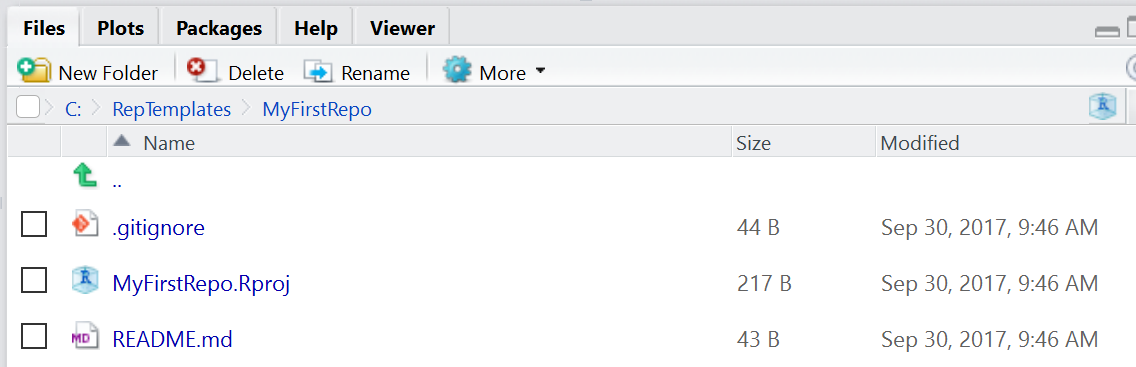 Files Plots Packages Help Viewer
New Folder Delete Rename More
C: RepTemplates MyFirstRepo R
Name Size Modified
..
.gitignore 44 B Sep 30, 2017, 9:46 AM
R MyFirstRepo.Rproj 217 B Sep 30, 2017, 9:46 AM
MD README.md 43 B Sep 30, 2017, 9:46 AM